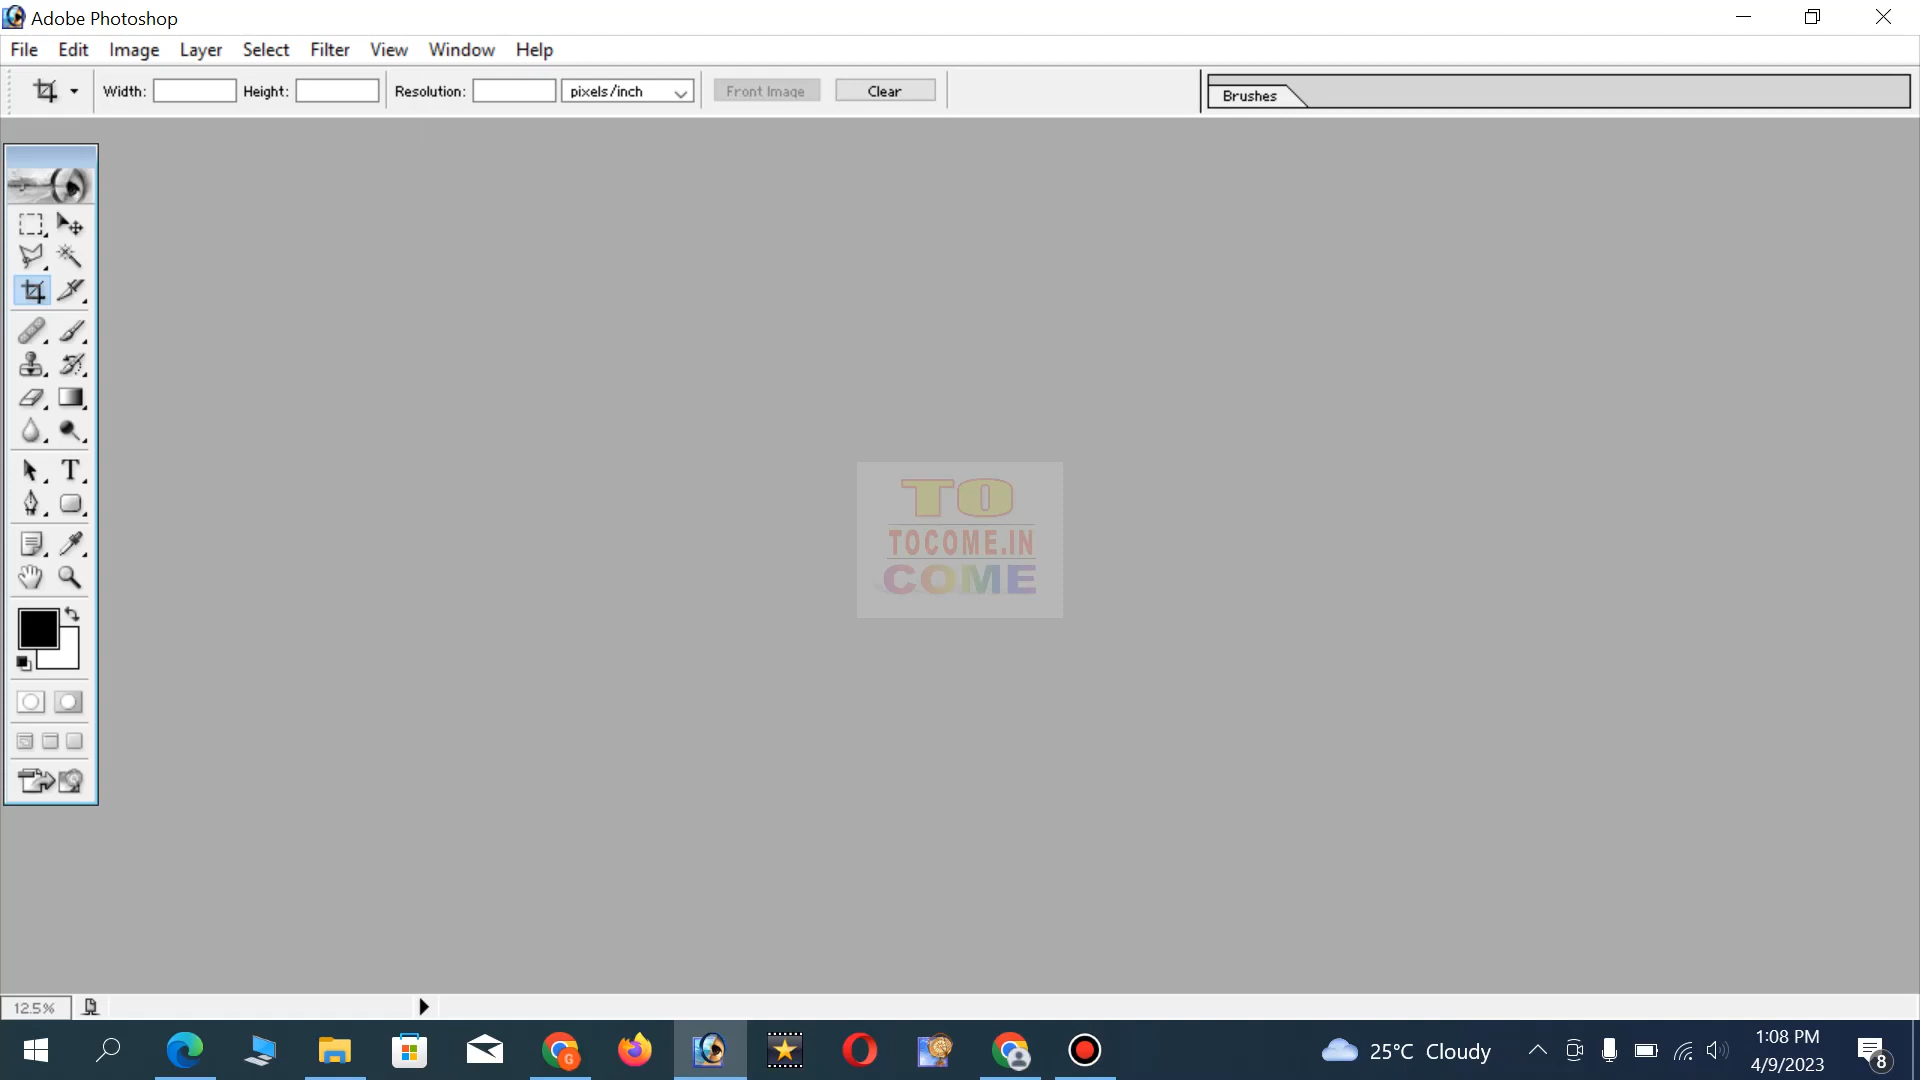 Adobe Photoshop
File Edit Image Layer Select Filter View Window Help
Width: Height: Resolution: pixels/inch Front Image Clear Brushes
T
TO
TOCOME.IN
COME
12.5%
G
25°C Cloudy
1:08 PM
4/9/2023
8